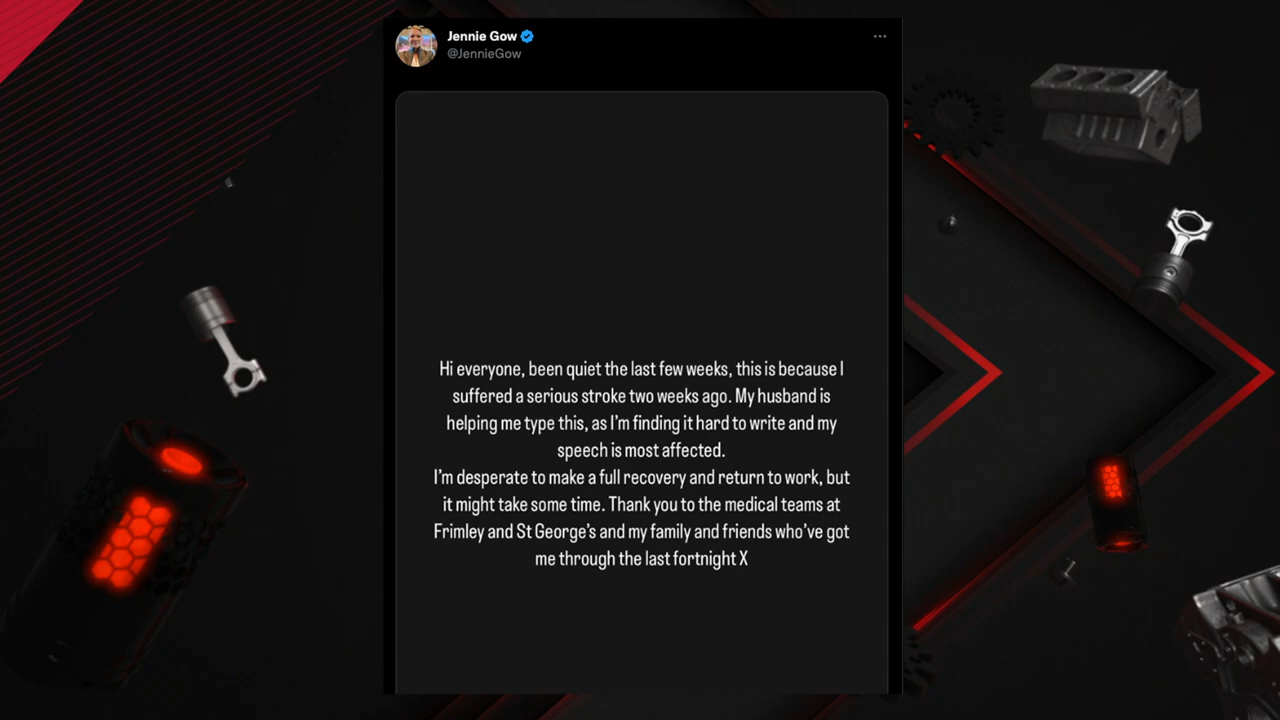 Jennie Gow
@JennieGow
Hi everyone, been quiet the last few weeks, this is because I
suffered a serious stroke two weeks ago. My husband is
helping me type this, as I'm finding it hard to write and my
speech is most affected.
I'm desperate to make a full recovery and return to work, but
it might take some time. Thank you to the medical teams at
Frimley and St George's and my family and friends who've got
me through the last fortnight X